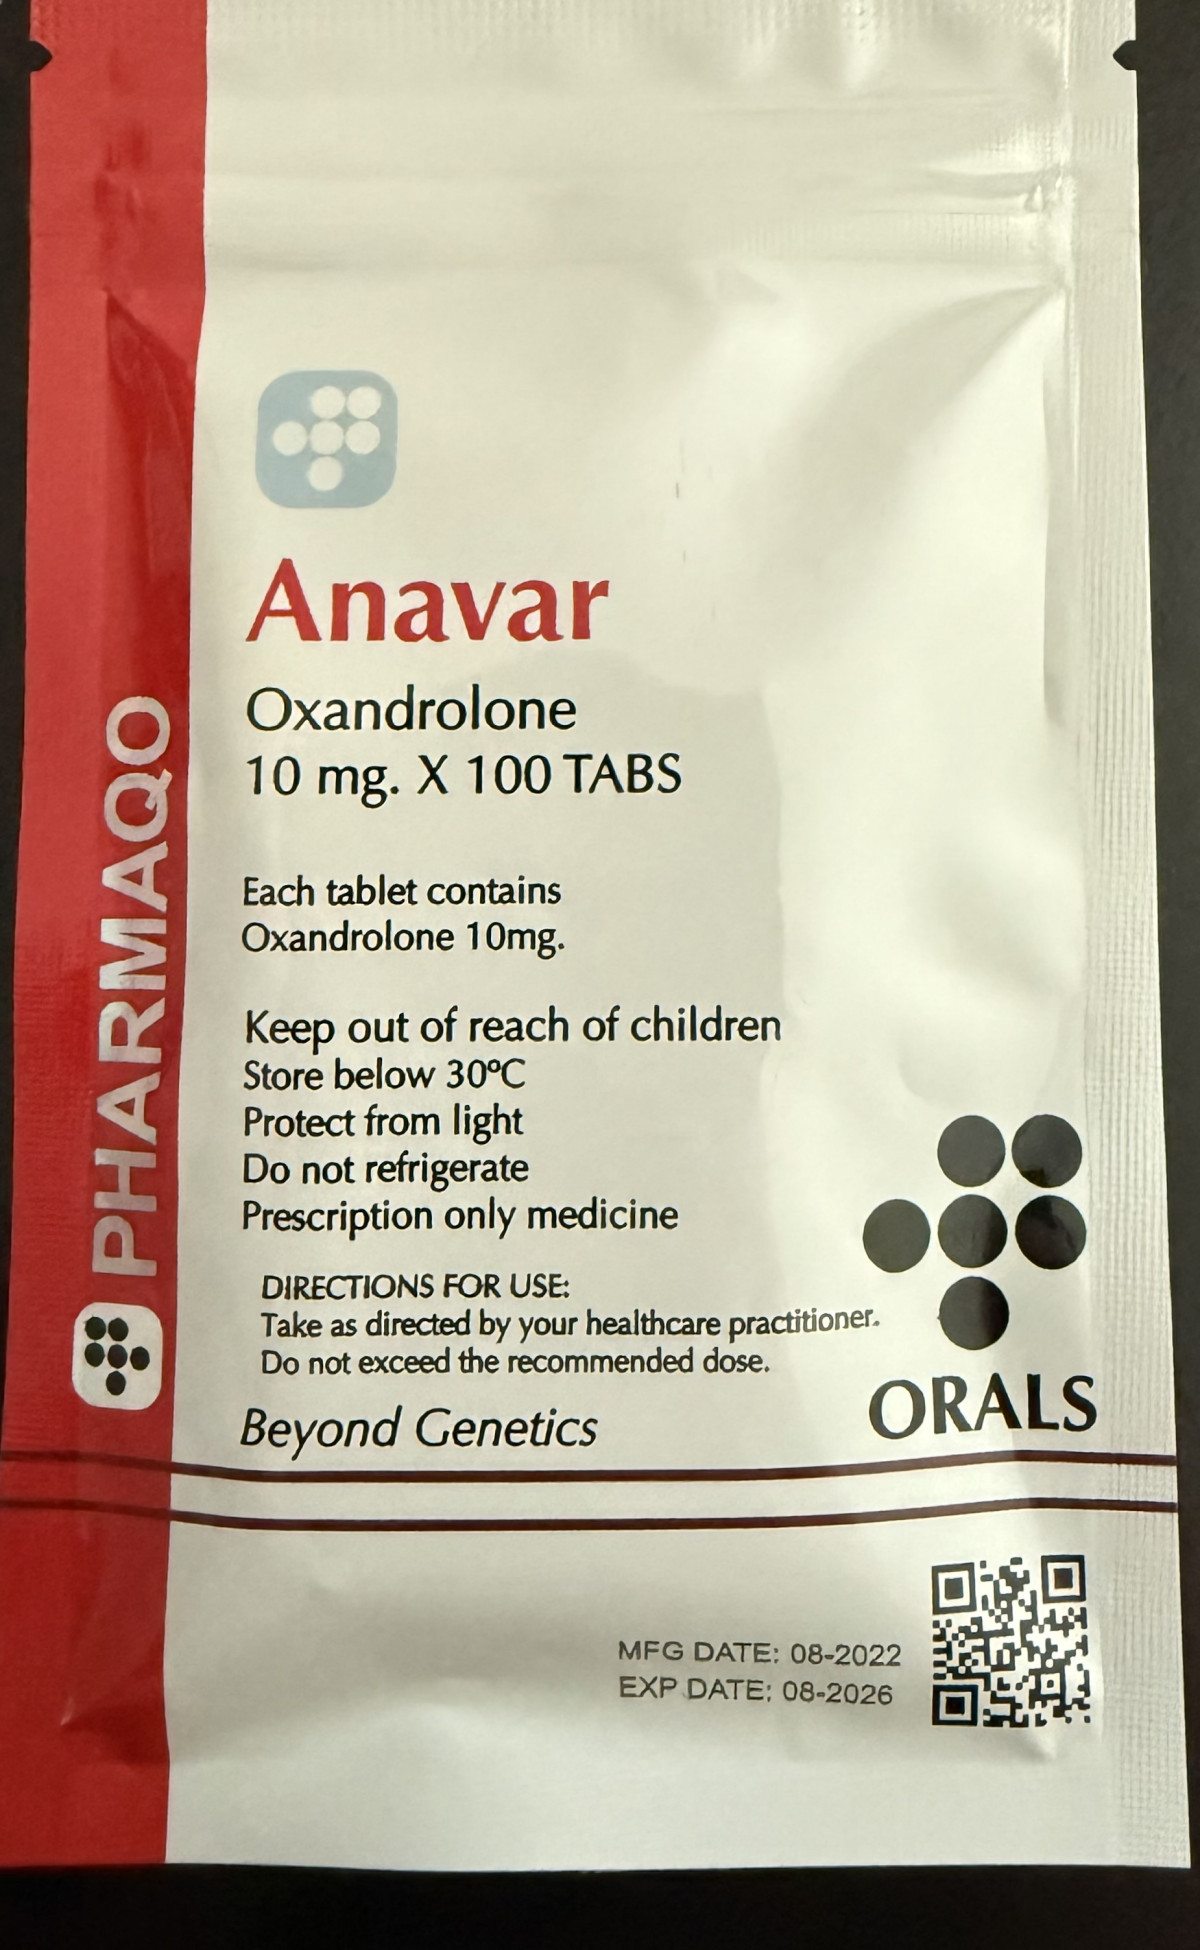 PHARMAQO
Anavar
Oxandrolone
10 mg. X 100 TABS
Each tablet contains
Oxandrolone 10mg.
Keep out of reach of children
Store below 30ºC
Protect from light
Do not refrigerate
Prescription only medicine
DIRECTIONS FOR USE:
Take as directed by your healthcare practitioner.
Do not exceed the recommended dose.
Beyond Genetics
ORALS
MFG DATE: 08-2022
EXP DATE: 08-2026